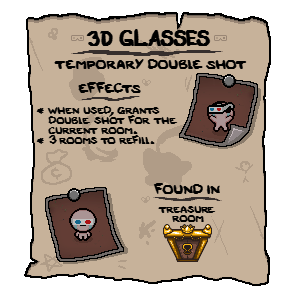 3D GLASSES
TEMPORARY DOUBLE SHOT
EFFECTS
* WHEN USED, GRANTS
DOUBLE SHOT FOR THE
CURRENT ROOM.
* 3 ROOMS TO REFILL.
FOUND IN
TREASURE
ROOM